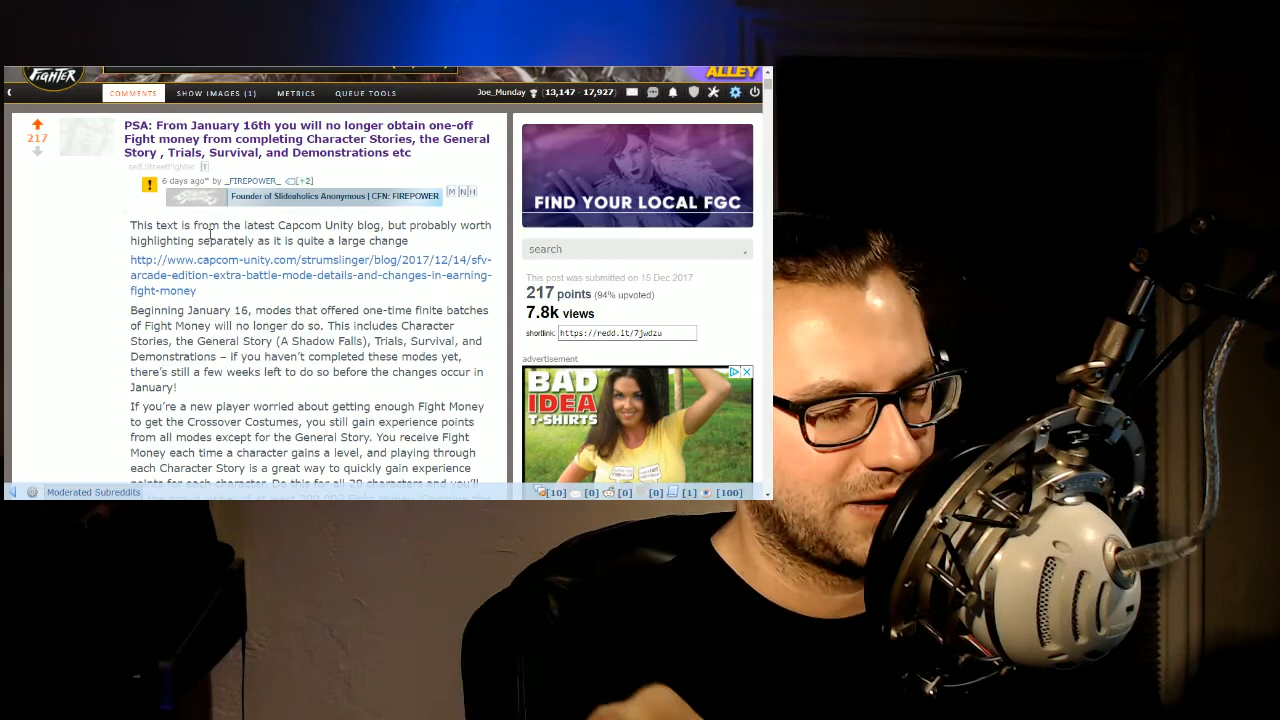 FIGHTER
ALLEY
COMMENTS SHOW IMAGES (1) METRICS QUEUE TOOLS Joe_Munday (13,147 · 17,927)
217
PSA: From January 16th you will no longer obtain one-off
Fight money from completing Character Stories, the General
Story , Trials, Survival, and Demonstrations etc
self.StreetFighter [T]
6 days ago* by _FIREPOWER_ [+2]
Founder of Slideaholics Anonymous | CFN: FIREPOWER M N H
This text is from the latest Capcom Unity blog, but probably worth
highlighting separately as it is quite a large change
http://www.capcom-unity.com/strumslinger/blog/2017/12/14/sfv-
arcade-edition-extra-battle-mode-details-and-changes-in-earning-
fight-money
Beginning January 16, modes that offered one-time finite batches
of Fight Money will no longer do so. This includes Character
Stories, the General Story (A Shadow Falls), Trials, Survival, and
Demonstrations – if you haven't completed these modes yet,
there's still a few weeks left to do so before the changes occur in
January!
If you're a new player worried about getting enough Fight Money
to get the Crossover Costumes, you still gain experience points
from all modes except for the General Story. You receive Fight
Money each time a character gains a level, and playing through
each Character Story is a great way to quickly gain experience
FIND YOUR LOCAL FGC
search
This post was submitted on 15 Dec 2017
217 points (94% upvoted)
7.8k views
shortlink: https://redd.it/7jwdzu
advertisement
BAD
IDEA
T-SHIRTS
Moderated Subreddits [10] [0] [0] [0] [1] [100]